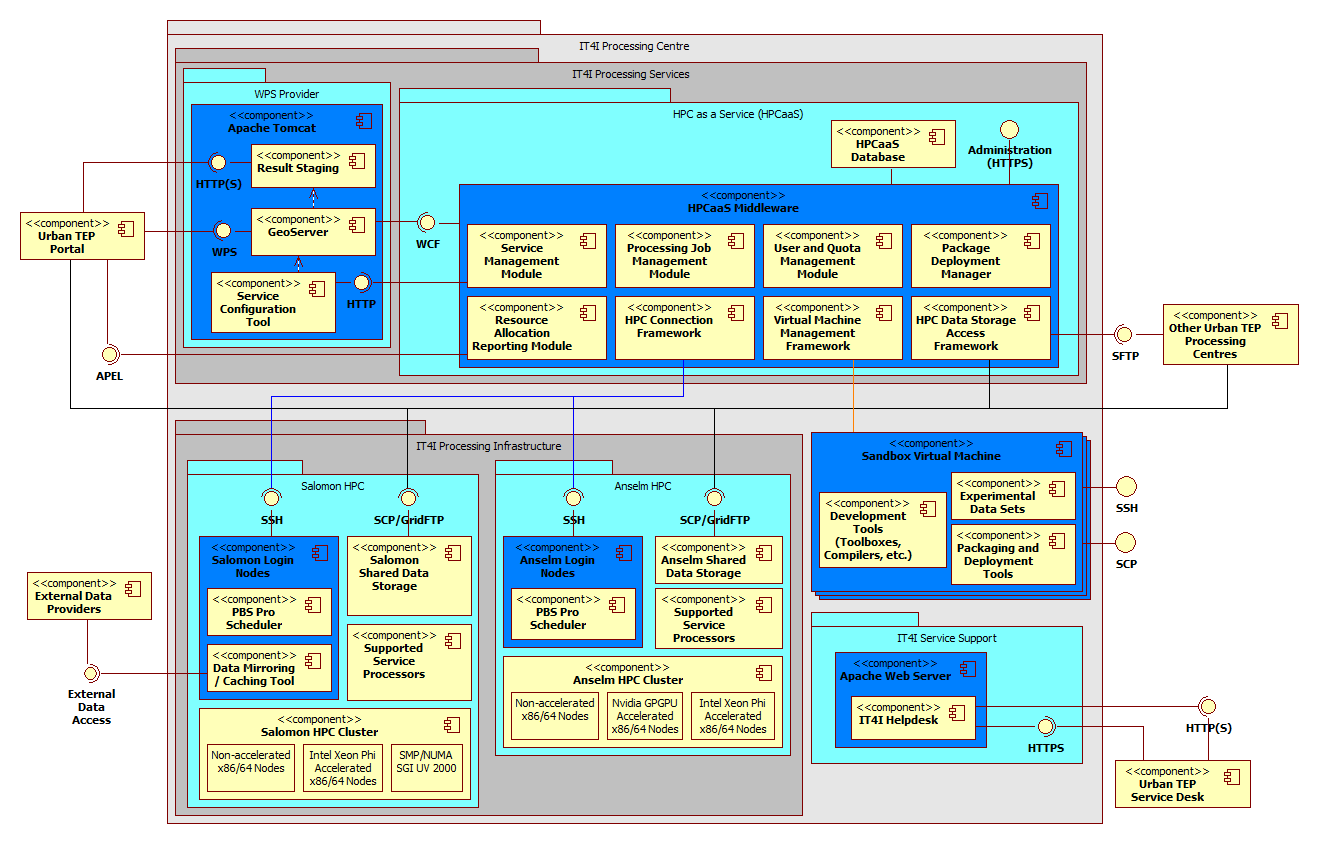 IT4I Processing Centre
IT4I Processing Services
WPS Provider
<<component>>
Apache Tomcat
HTTP(S)
<<component>>
Result Staging
WPS
<<component>>
GeoServer
<<component>>
Service
Configuration
Tool
HTTP
WCF
HPC as a Service (HPCaaS)
<<component>>
HPCaaS
Database
Administration
(HTTPS)
<<component>>
HPCaaS Middleware
<<component>>
Service
Management
Module
<<component>>
Processing Job
Management
Module
<<component>>
User and Quota
Management
Module
<<component>>
Package
Deployment
Manager
<<component>>
Resource
Allocation
Reporting Module
<<component>>
HPC Connection
Framework
<<component>>
Virtual Machine
Management
Framework
<<component>>
HPC Data Storage
Access
Framework
<<component>>
Urban TEP
Portal
APEL
SFTP
<<component>>
Other Urban TEP
Processing
Centres
IT4I Processing Infrastructure
Salomon HPC
SSH
SCP/GridFTP
<<component>>
Salomon Login
Nodes
<<component>>
PBS Pro
Scheduler
<<component>>
Data Mirroring
/ Caching Tool
<<component>>
Salomon
Shared Data
Storage
<<component>>
Supported
Service
Processors
<<component>>
Salomon HPC Cluster
Non-accelerated
x86/64 Nodes
Intel Xeon Phi
Accelerated
x86/64 Nodes
SMP/NUMA
SGI UV 2000
Anselm HPC
SSH
SCP/GridFTP
<<component>>
Anselm Login
Nodes
<<component>>
PBS Pro
Scheduler
<<component>>
Anselm Shared
Data Storage
<<component>>
Supported
Service
Processors
<<component>>
Anselm HPC Cluster
Non-accelerated
x86/64 Nodes
Nvidia GPGPU
Accelerated
x86/64 Nodes
Intel Xeon Phi
Accelerated
x86/64 Nodes
<<component>>
External Data
Providers
External
Data
Access
<<component>>
Sandbox Virtual Machine
<<component>>
Development
Tools
(Toolboxes,
Compilers, etc.)
<<component>>
Experimental
Data Sets
<<component>>
Packaging and
Deployment
Tools
SSH
SCP
IT4I Service Support
<<component>>
Apache Web Server
<<component>>
IT4I Helpdesk
HTTPS
HTTP(S)
<<component>>
Urban TEP
Service Desk